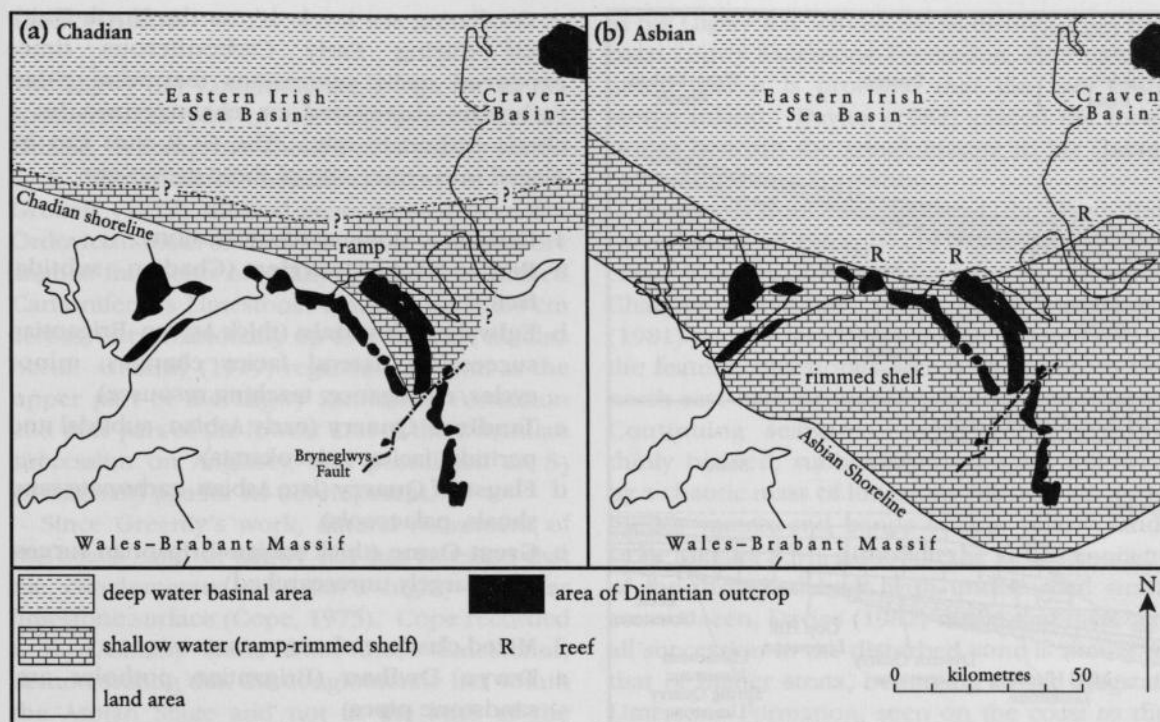 (a) Chadian
Eastern Irish
Sea Basin
Craven
Basin
?
?
?
Chadian shoreline
ramp
?
Bryneglwys
Fault
Wales–Brabant Massif
(b) Asbian
Eastern Irish
Sea Basin
Craven
Basin
R
R
R
rimmed shelf
Asbian Shoreline
Wales–Brabant Massif
deep water basinal area
shallow water (ramp-rimmed shelf)
land area
area of Dinantian outcrop
R reef
N
0 kilometres 50